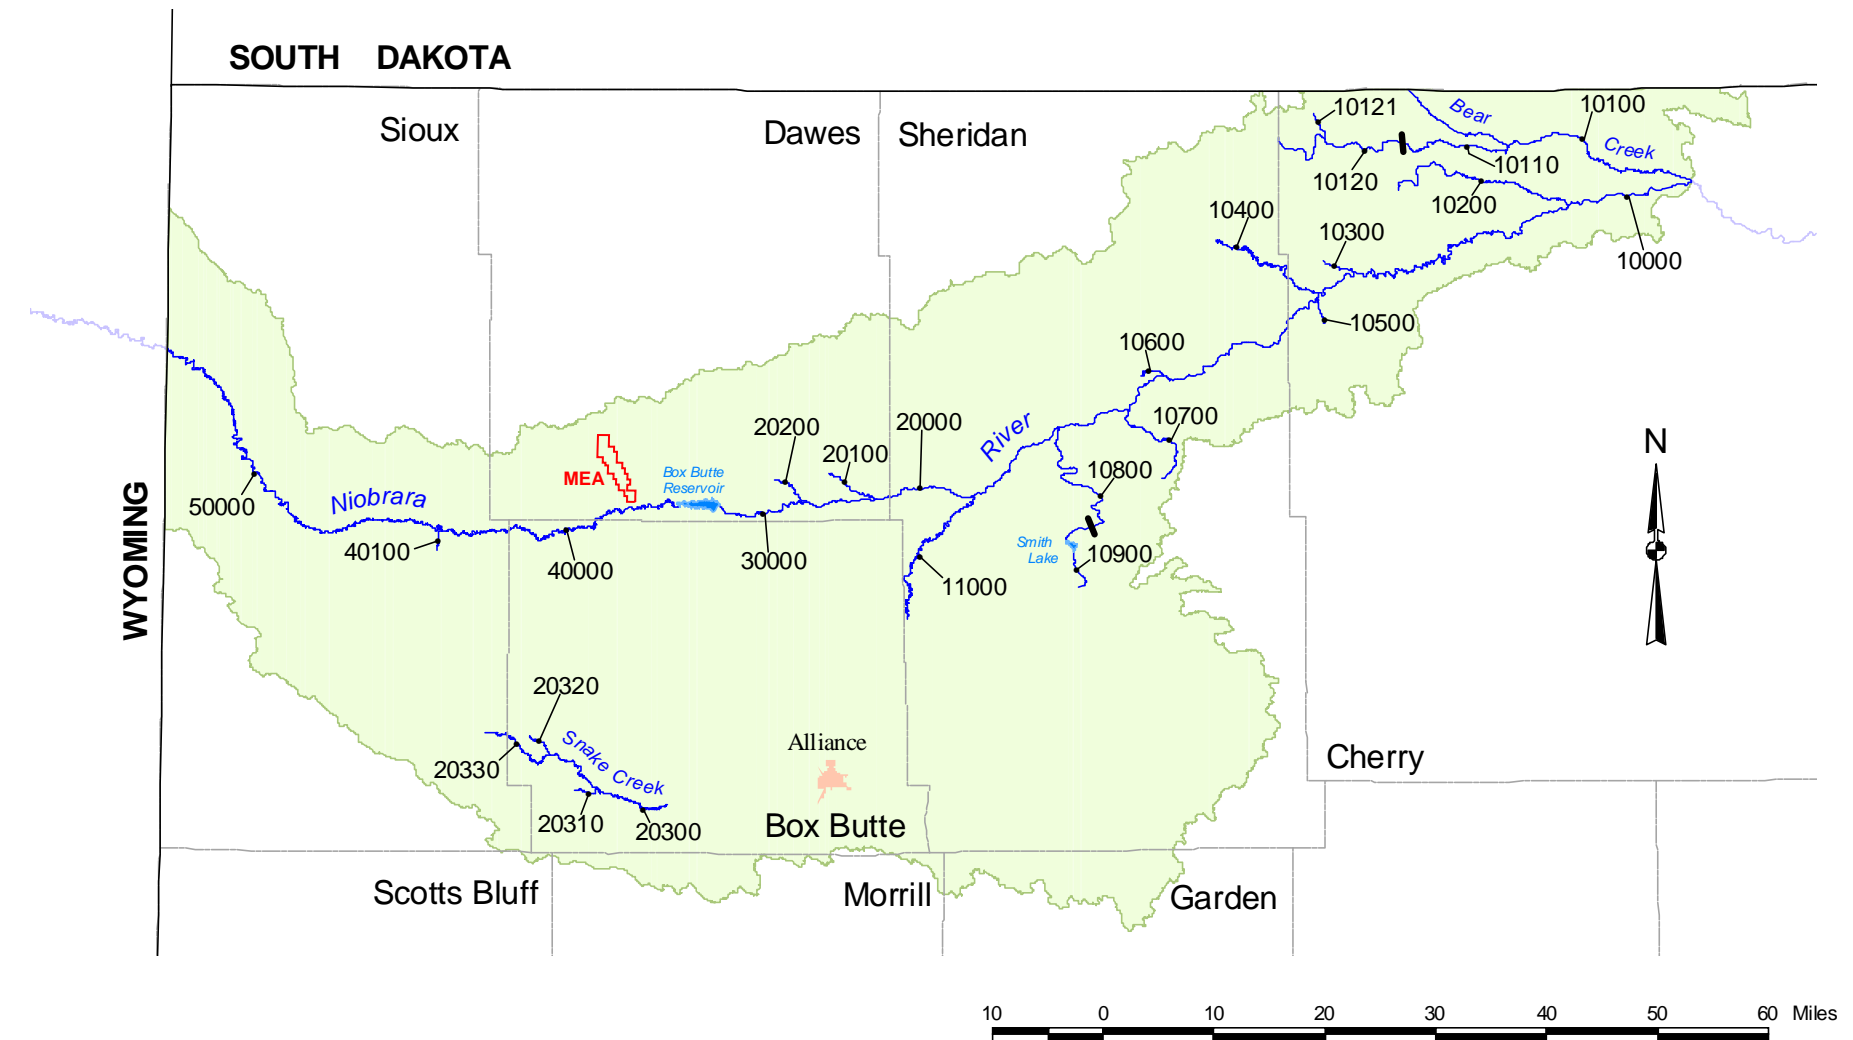 SOUTH DAKOTA
Sioux
Dawes
Sheridan
10121
Bear
10100
Creek
10120
10110
10200
10400
10300
10000
10500
10600
10700
20200
20100
20000
River
Box Butte
Reservoir
MEA
10800
N
50000
Niobrara
40100
40000
30000
Smith
Lake
10900
11000
WYOMING
20320
Snake Creek
20330
Alliance
Cherry
20310
20300
Box Butte
Scotts Bluff
Morrill
Garden
10 0 10 20 30 40 50 60 Miles